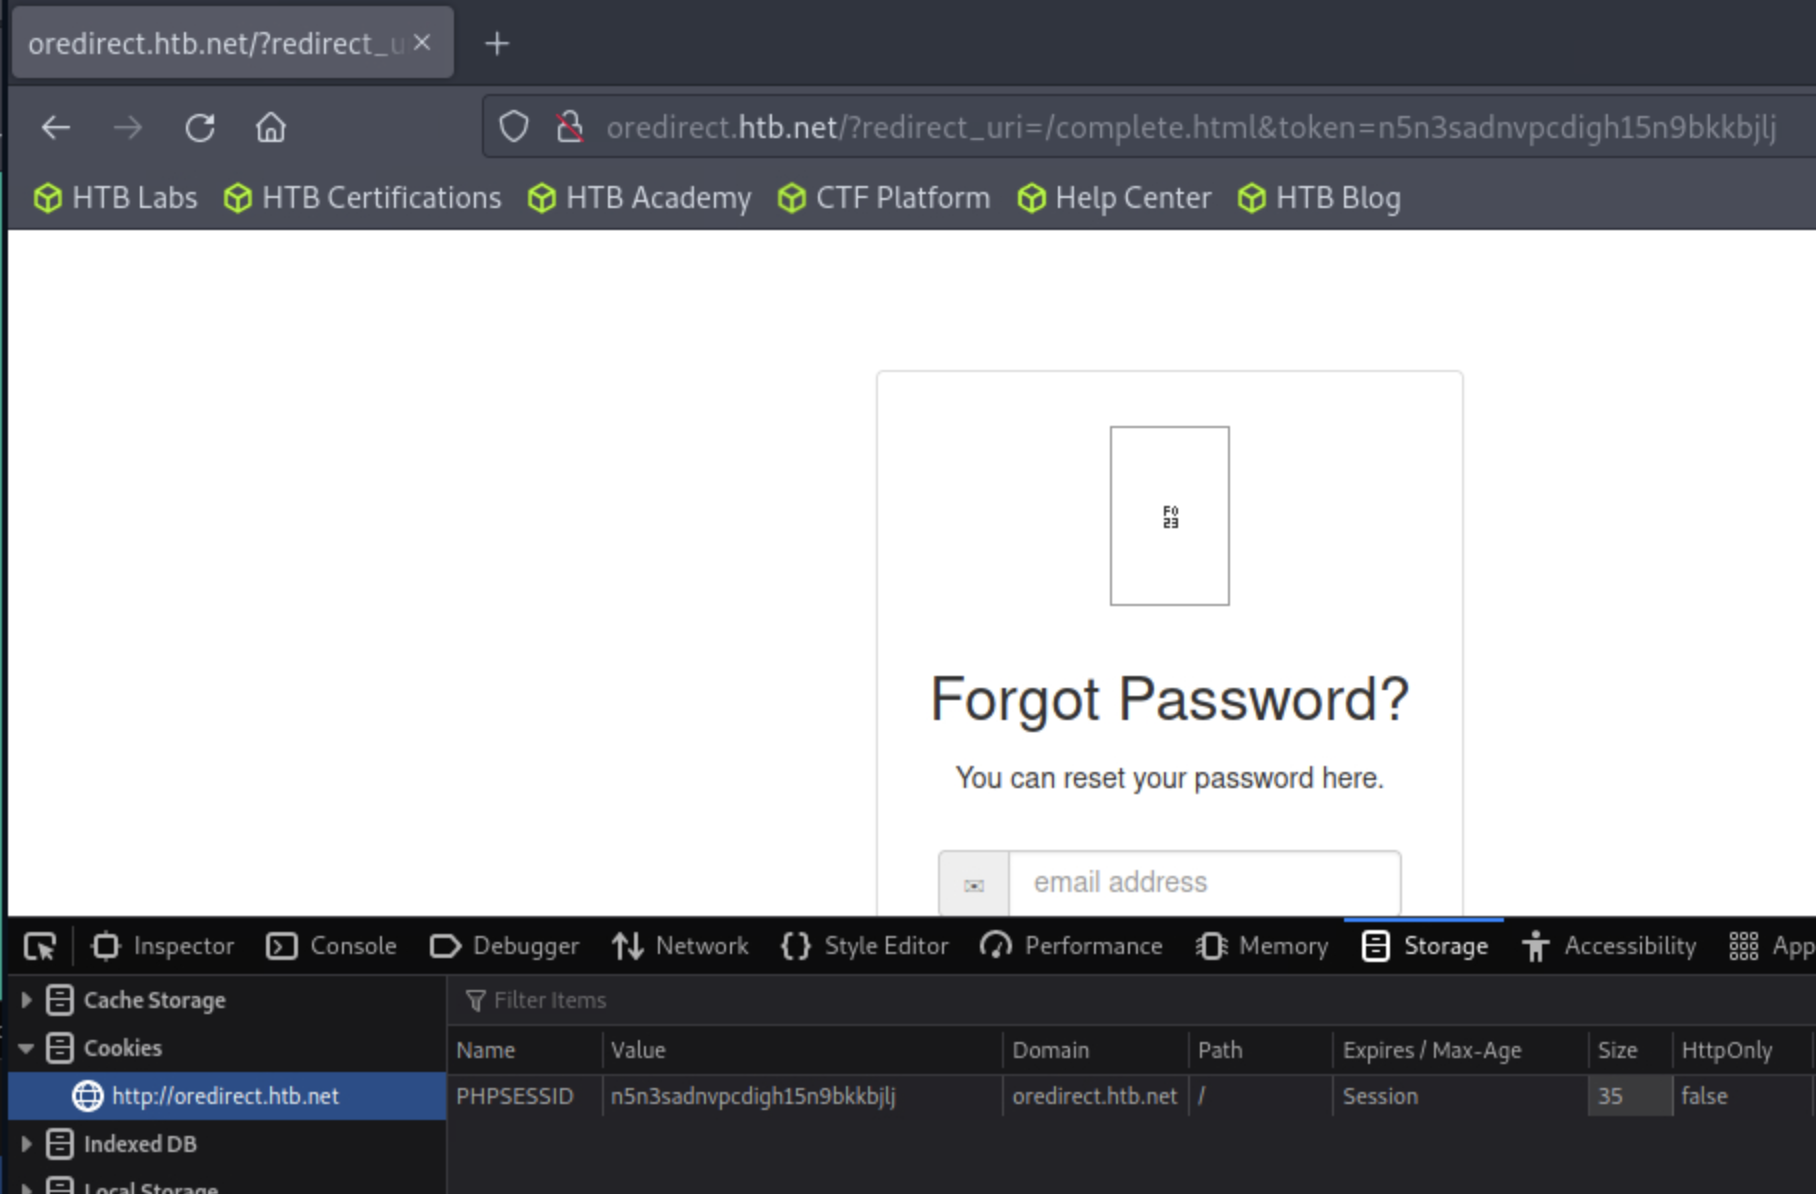 oredirect.htb.net/?redirect_u
oredirect.htb.net/?redirect_uri=/complete.html&token=n5n3sadnvpcdigh15n9bkkbjlj
HTB Labs HTB Certifications HTB Academy CTF Platform Help Center HTB Blog
F0
23
Forgot Password?
You can reset your password here.
email address
Inspector Console Debugger Network Style Editor Performance Memory Storage Accessibility App
Cache Storage
Filter Items
Cookies
Name Value Domain Path Expires / Max-Age Size HttpOnly
http://oredirect.htb.net
PHPSESSID n5n3sadnvpcdigh15n9bkkbjlj oredirect.htb.net / Session 35 false
Indexed DB
Local Storage